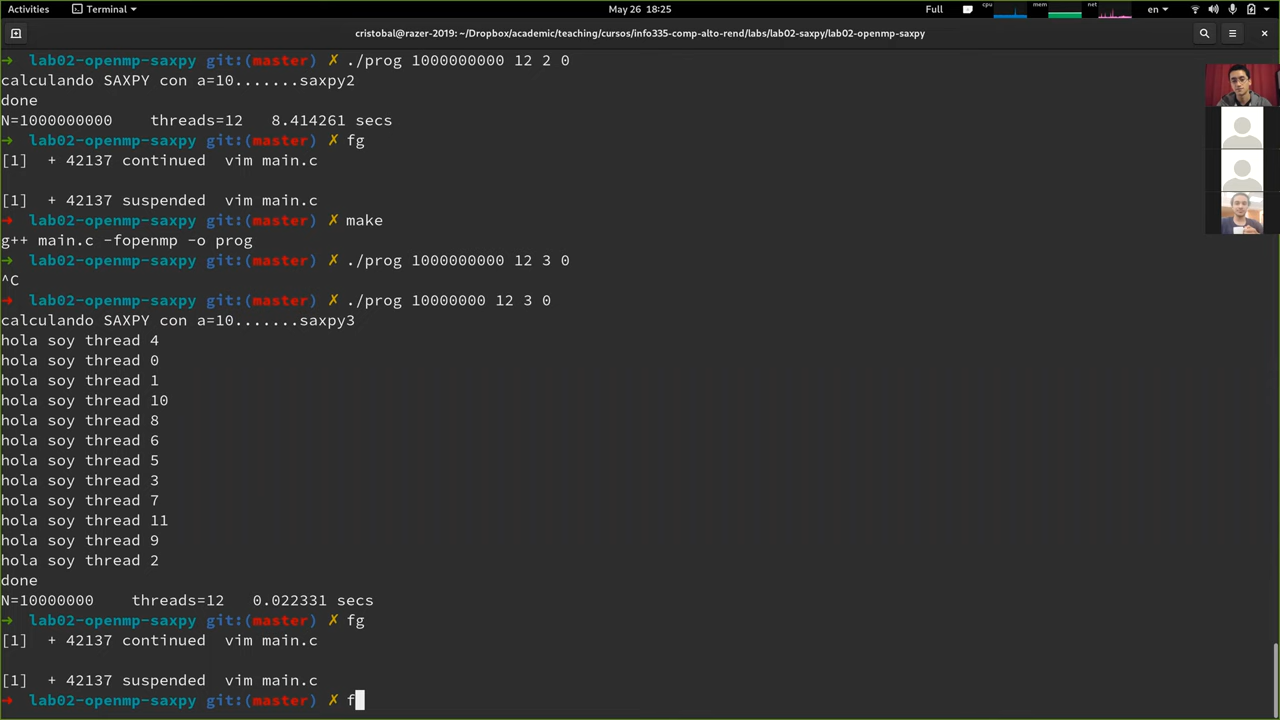 Activities
Terminal
May 26 18:25
Full
cpu
mem
net
en
cristobal@razer-2019: ~/Dropbox/academic/teaching/cursos/info335-comp-alto-rend/labs/lab02-saxpy/lab02-openmp-saxpy
→ lab02-openmp-saxpy git:(master) ✗ ./prog 1000000000 12 2 0
calculando SAXPY con a=10.......saxpy2
done
N=1000000000    threads=12   8.414261 secs
→ lab02-openmp-saxpy git:(master) ✗ fg
[1]  + 42137 continued  vim main.c
[1]  + 42137 suspended  vim main.c
→ lab02-openmp-saxpy git:(master) ✗ make
g++ main.c -fopenmp -o prog
→ lab02-openmp-saxpy git:(master) ✗ ./prog 1000000000 12 3 0
^C
→ lab02-openmp-saxpy git:(master) ✗ ./prog 10000000 12 3 0
calculando SAXPY con a=10.......saxpy3
hola soy thread 4
hola soy thread 0
hola soy thread 1
hola soy thread 10
hola soy thread 8
hola soy thread 6
hola soy thread 5
hola soy thread 3
hola soy thread 7
hola soy thread 11
hola soy thread 9
hola soy thread 2
done
N=10000000    threads=12   0.022331 secs
→ lab02-openmp-saxpy git:(master) ✗ fg
[1]  + 42137 continued  vim main.c
[1]  + 42137 suspended  vim main.c
→ lab02-openmp-saxpy git:(master) ✗ f